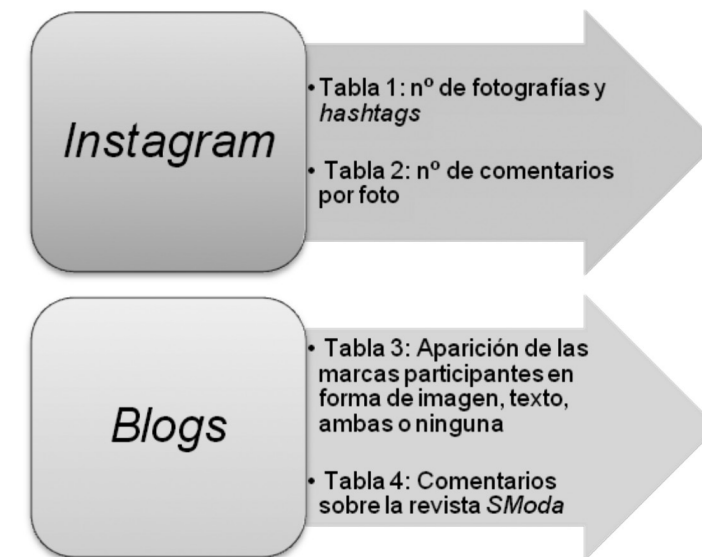 Instagram
•Tabla 1: nº de fotografías y
hashtags
• Tabla 2: nº de comentarios
por foto
Blogs
• Tabla 3: Aparición de las
marcas participantes en
forma de imagen, texto,
ambas o ninguna
• Tabla 4: Comentarios
sobre la revista SModa